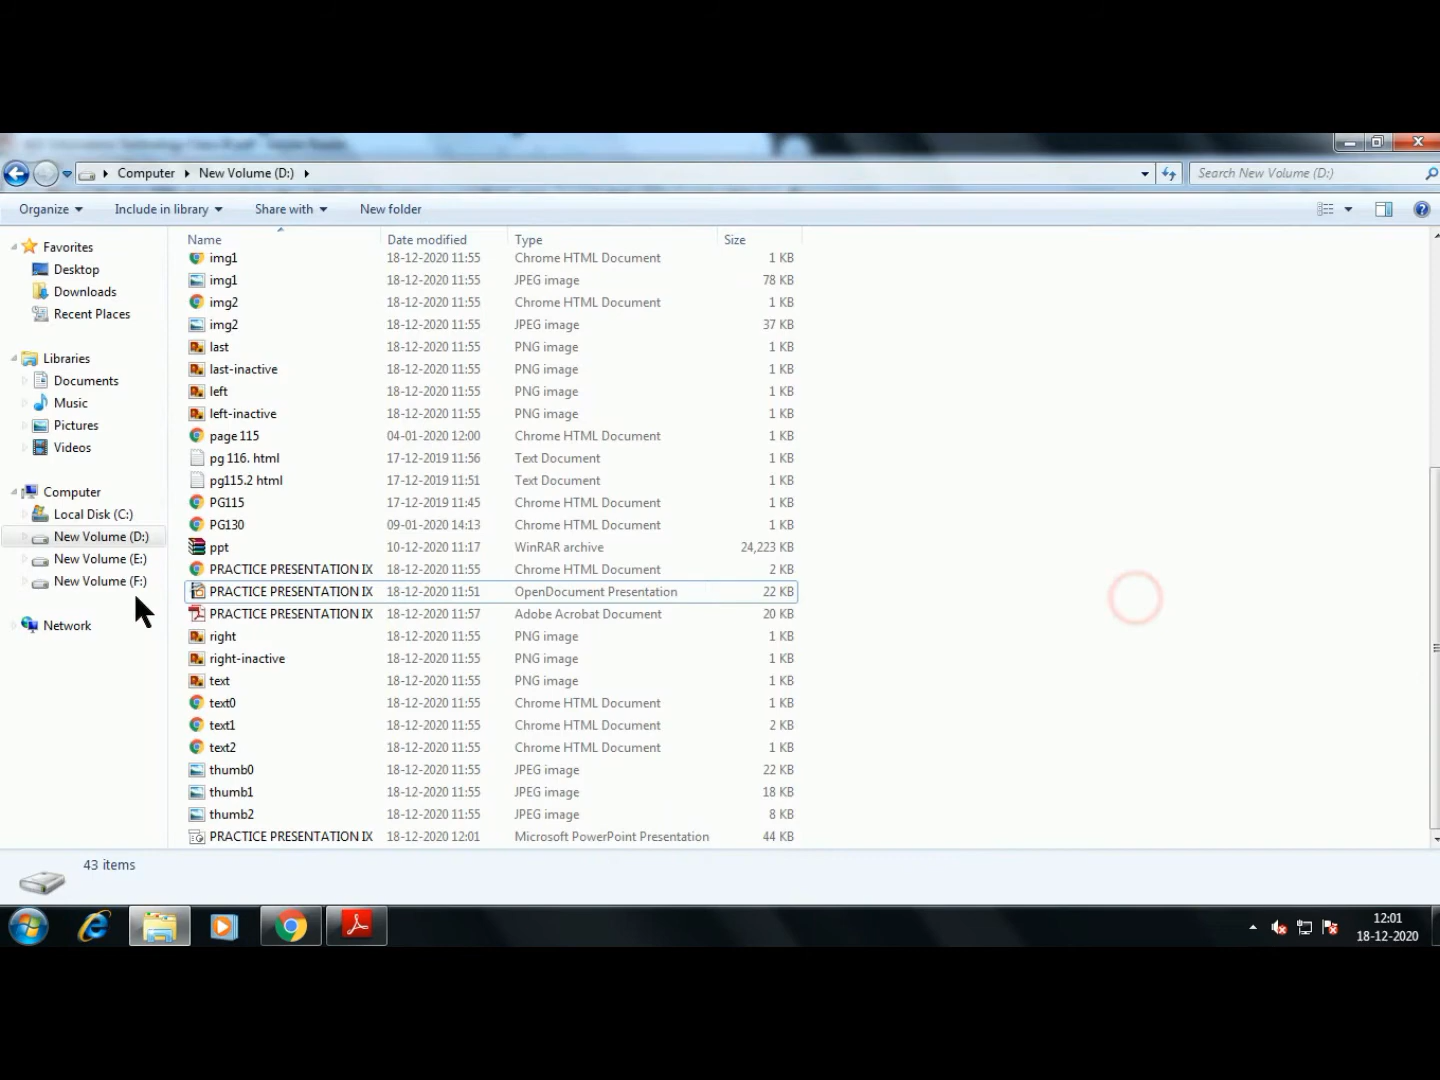 Computer New Volume (D:) Search New Volume (D:)
Organize Include in library Share with New folder
Name Date modified Type Size
Favorites
Desktop
Downloads
Recent Places
Libraries
Documents
Music
Pictures
Videos
Computer
Local Disk (C:)
New Volume (D:)
New Volume (E:)
New Volume (F:)
Network
img1 18-12-2020 11:55 Chrome HTML Document 1 KB
img1 18-12-2020 11:55 JPEG image 78 KB
img2 18-12-2020 11:55 Chrome HTML Document 1 KB
img2 18-12-2020 11:55 JPEG image 37 KB
last 18-12-2020 11:55 PNG image 1 KB
last-inactive 18-12-2020 11:55 PNG image 1 KB
left 18-12-2020 11:55 PNG image 1 KB
left-inactive 18-12-2020 11:55 PNG image 1 KB
page 115 04-01-2020 12:00 Chrome HTML Document 1 KB
pg 116. html 17-12-2019 11:56 Text Document 1 KB
pg115.2 html 17-12-2019 11:51 Text Document 1 KB
PG115 17-12-2019 11:45 Chrome HTML Document 1 KB
PG130 09-01-2020 14:13 Chrome HTML Document 1 KB
ppt 10-12-2020 11:17 WinRAR archive 24,223 KB
PRACTICE PRESENTATION IX 18-12-2020 11:55 Chrome HTML Document 2 KB
PRACTICE PRESENTATION IX 18-12-2020 11:51 OpenDocument Presentation 22 KB
PRACTICE PRESENTATION IX 18-12-2020 11:57 Adobe Acrobat Document 20 KB
right 18-12-2020 11:55 PNG image 1 KB
right-inactive 18-12-2020 11:55 PNG image 1 KB
text 18-12-2020 11:55 PNG image 1 KB
text0 18-12-2020 11:55 Chrome HTML Document 1 KB
text1 18-12-2020 11:55 Chrome HTML Document 2 KB
text2 18-12-2020 11:55 Chrome HTML Document 1 KB
thumb0 18-12-2020 11:55 JPEG image 22 KB
thumb1 18-12-2020 11:55 JPEG image 18 KB
thumb2 18-12-2020 11:55 JPEG image 8 KB
PRACTICE PRESENTATION IX 18-12-2020 12:01 Microsoft PowerPoint Presentation 44 KB
43 items
12:01
18-12-2020